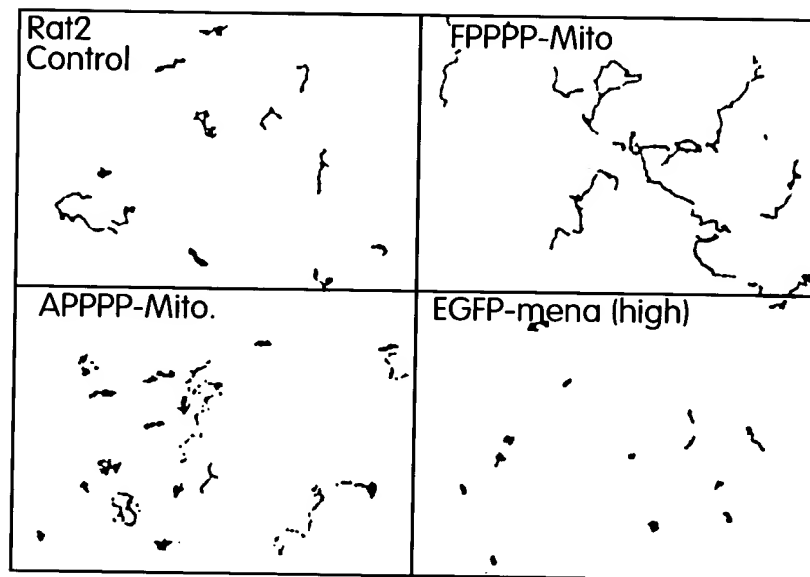 Rat2
Control
FPPPP-Mito
APPPP-Mito.
EGFP-mena (high)